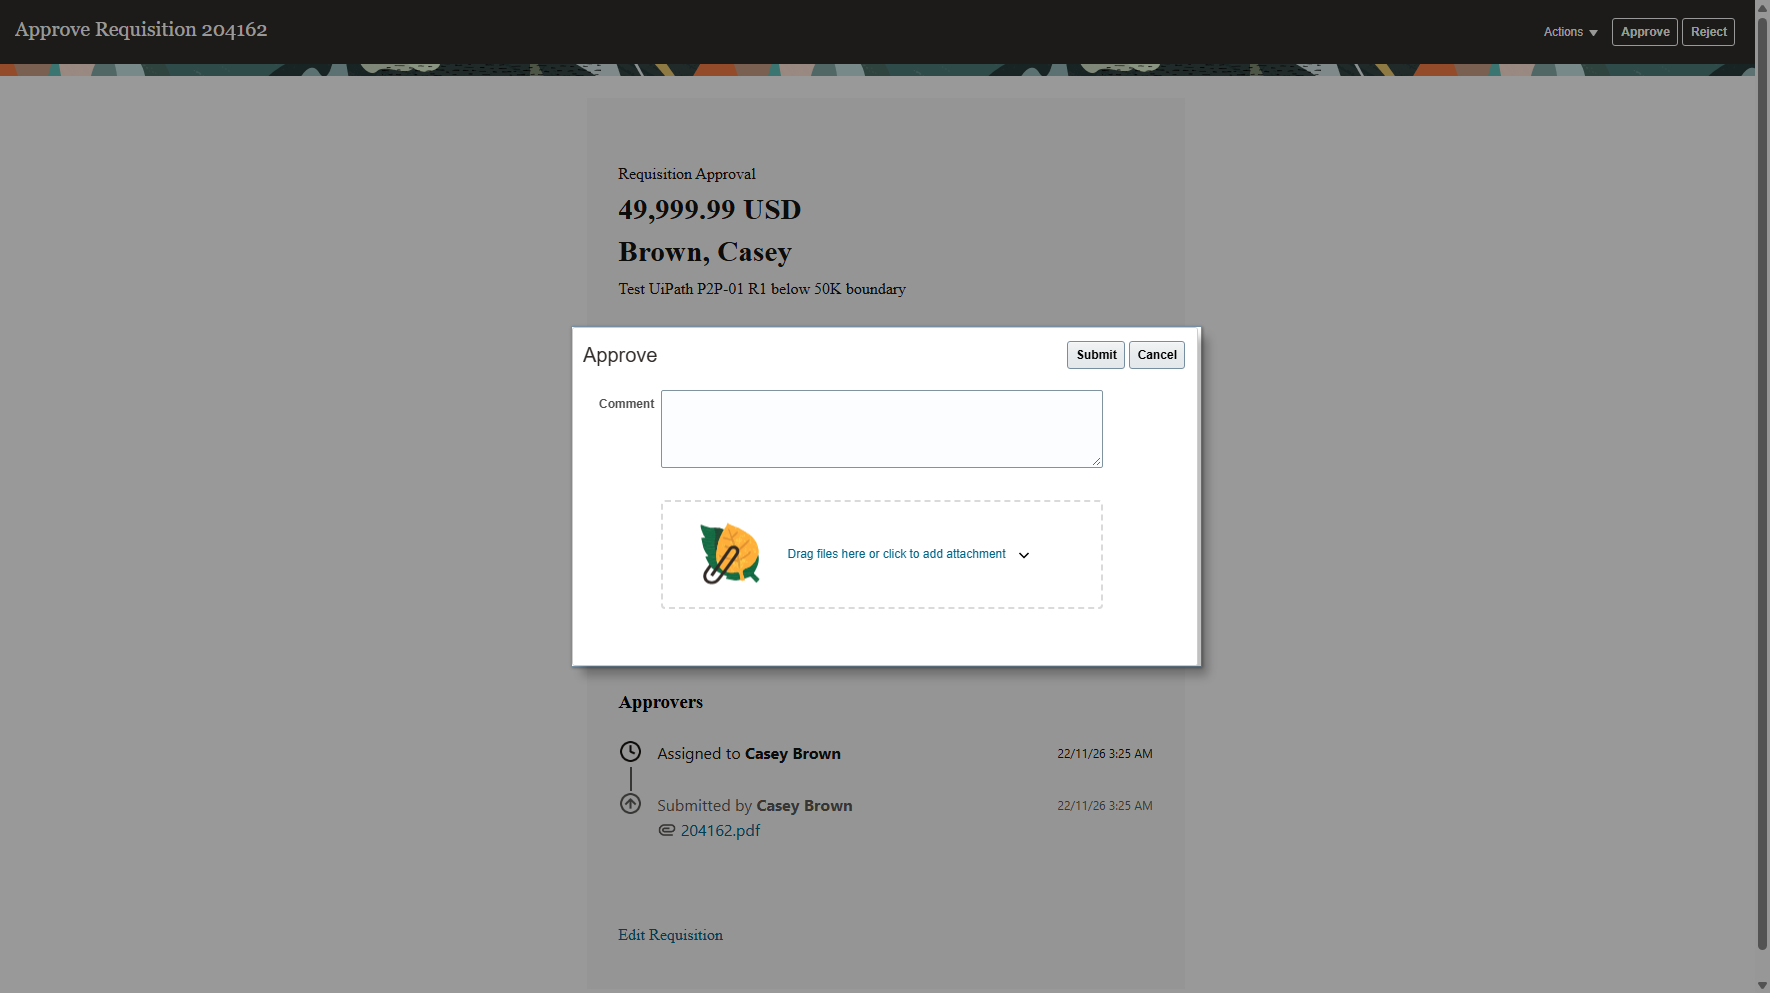 Approve Requisition 204162
Actions
Approve
Reject
Requisition Approval
49,999.99 USD
Brown, Casey
Test UiPath P2P-01 R1 below 50K boundary
Approve
Submit
Cancel
Comment
Drag files here or click to add attachment
Approvers
Assigned to Casey Brown
22/11/26 3:25 AM
Submitted by Casey Brown
22/11/26 3:25 AM
204162.pdf
Edit Requisition